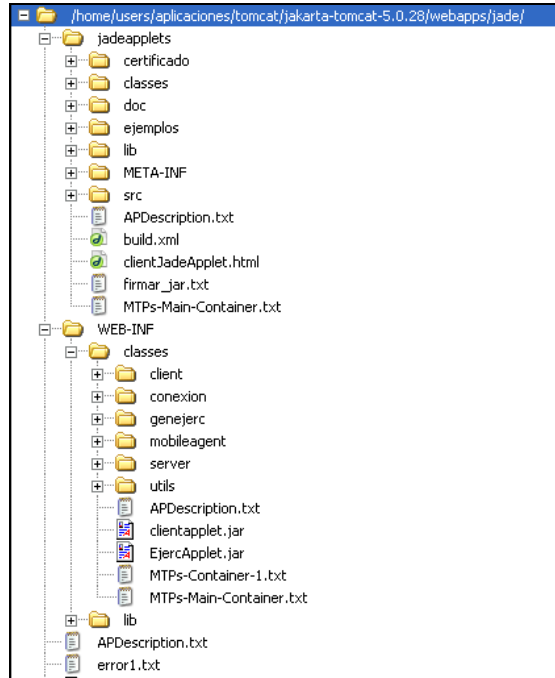 /home/users/aplicaciones/tomcat/jakarta-tomcat-5.0.28/webapps/jade/
jadeapplets
certificado
classes
doc
ejemplos
lib
META-INF
src
APDescription.txt
build.xml
clientJadeApplet.html
firmar_jar.txt
MTPs-Main-Container.txt
WEB-INF
classes
client
conexion
genejerc
mobileagent
server
utils
APDescription.txt
clientapplet.jar
EjercApplet.jar
MTPs-Container-1.txt
MTPs-Main-Container.txt
lib
APDescription.txt
error1.txt